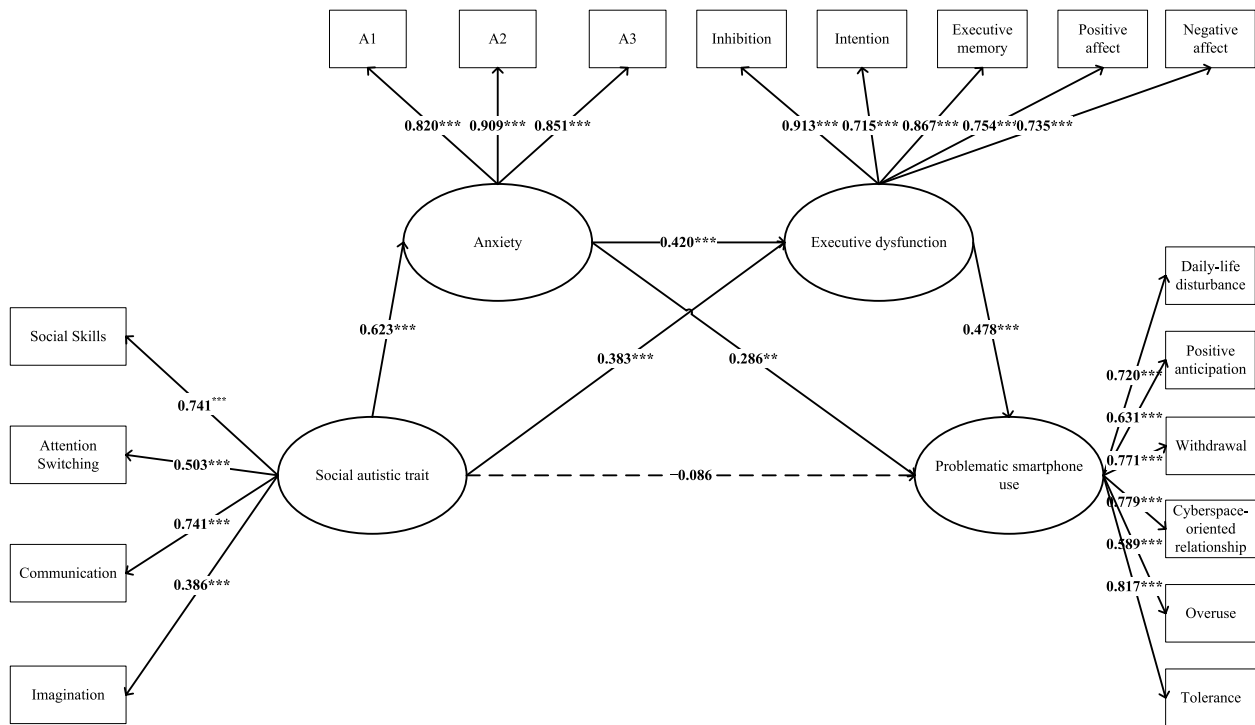 A1
A2
A3
Inhibition
Intention
Executive
memory
Positive
affect
Negative
affect
0.820***
0.909***
0.851***
0.913***
0.715***
0.867***
0.754***
0.735***
Anxiety
0.420***
Executive dysfunction
Daily-life
disturbance
Social Skills
0.623***
0.383***
0.286**
0.478***
Positive
anticipation
0.720***
0.741***
0.631***
Attention
Switching
0.503***
Social autistic trait
-0.086
Problematic smartphone
use
Withdrawal
0.771***
0.741***
0.779***
Cyberspace-
oriented
relationship
0.589***
Communication
0.386***
0.817***
Overuse
Imagination
Tolerance